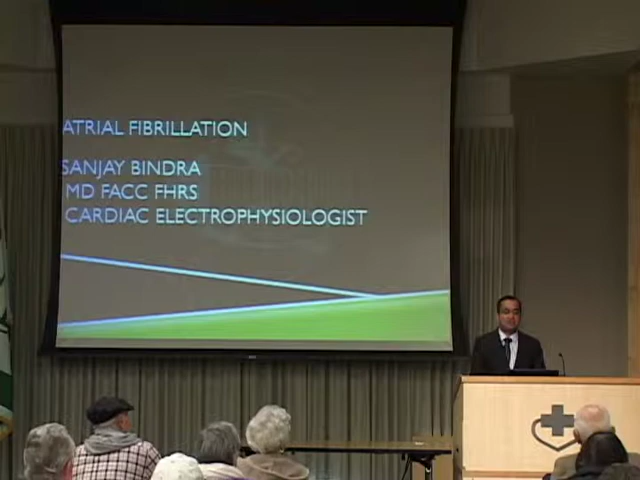 ATRIAL FIBRILLATION
SANJAY BINDRA
MD FACC FHRS
CARDIAC ELECTROPHYSIOLOGIST